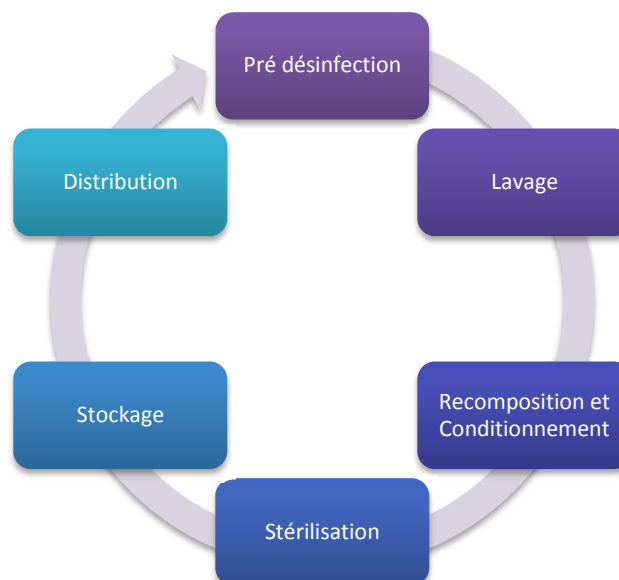 Pré désinfection
Lavage
Recomposition et
Conditionnement
Stérilisation
Stockage
Distribution